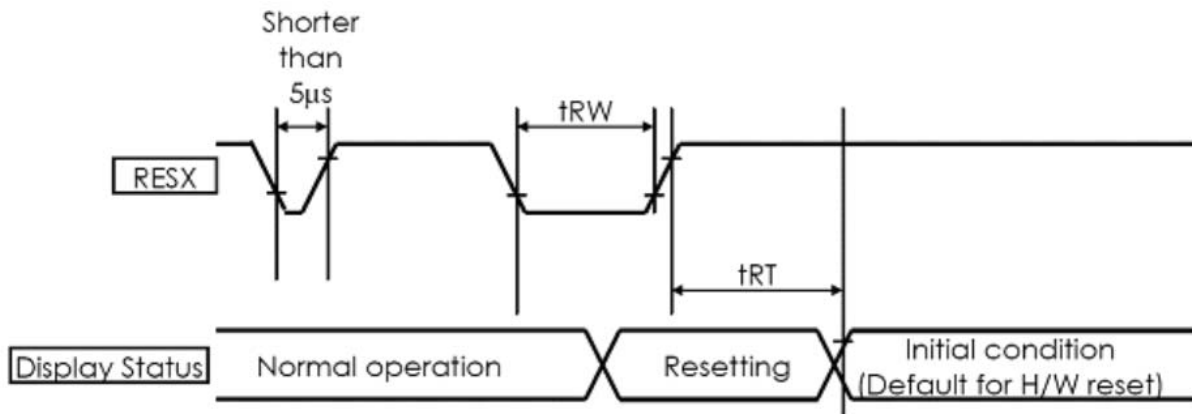 Shorter
than
5μs
tRW
RESX
tRT
Display Status
Normal operation
Resetting
Initial condition
(Default for H/W reset)